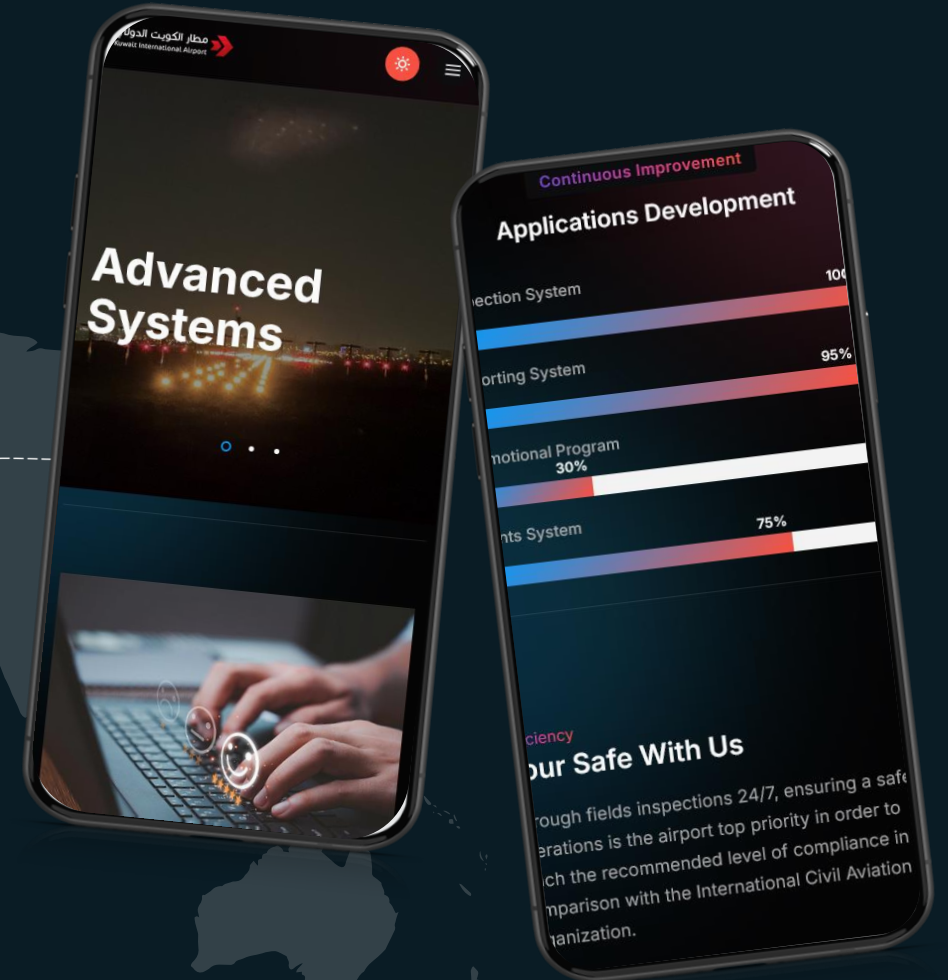 مطار الكويت الدولي
Kuwait International Airport
Advanced
Systems
Continuous Improvement
Applications Development
ection System
100
orting System
95%
motional Program
30%
nts System
75%
ciency
our Safe With Us
rough fields inspections 24/7, ensuring a safe
erations is the airport top priority in order to
ch the recommended level of compliance in
mparison with the International Civil Aviation
ganization.